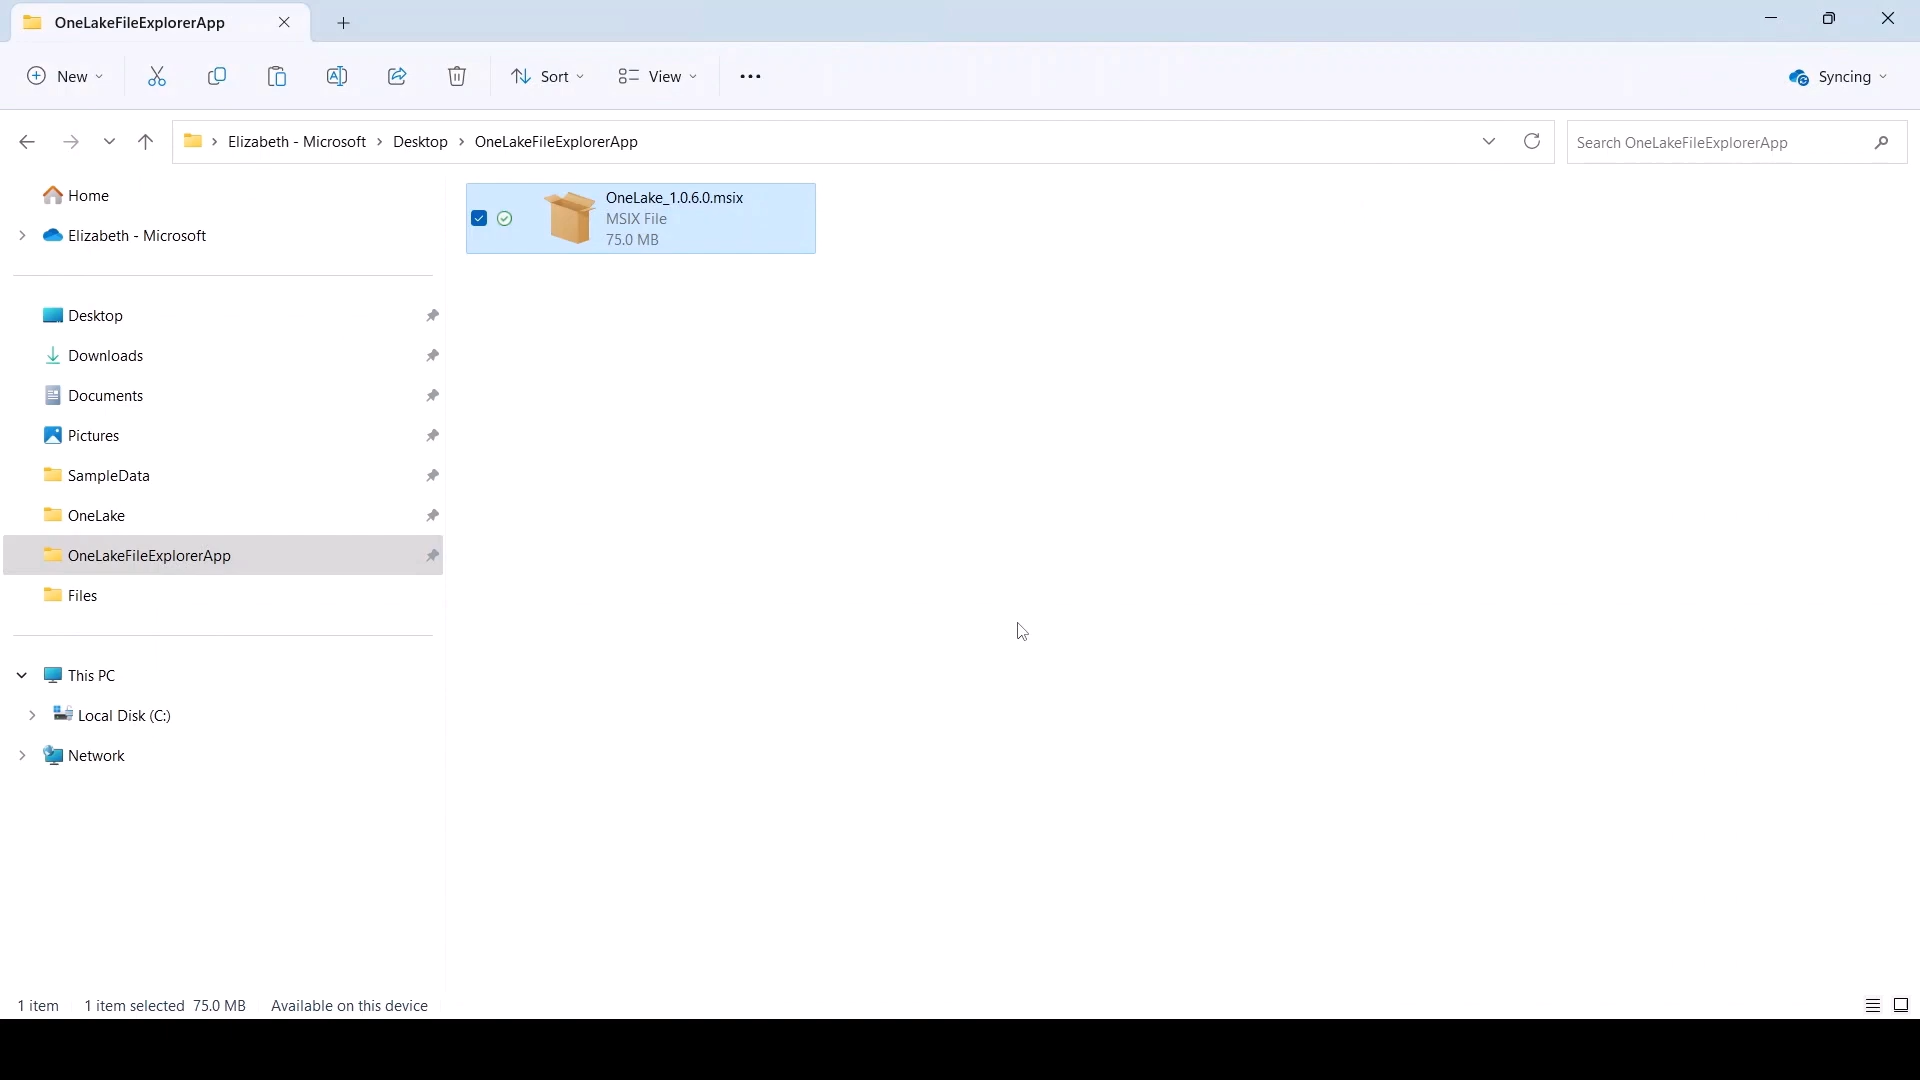 OneLakeFileExplorerApp
New
Sort
View
Syncing
Elizabeth - Microsoft > Desktop > OneLakeFileExplorerApp
Search OneLakeFileExplorerApp
Home
Elizabeth - Microsoft
Desktop
Downloads
Documents
Pictures
SampleData
OneLake
OneLakeFileExplorerApp
Files
This PC
Local Disk (C:)
Network
OneLake_1.0.6.0.msix
MSIX File
75.0 MB
1 item 1 item selected 75.0 MB Available on this device